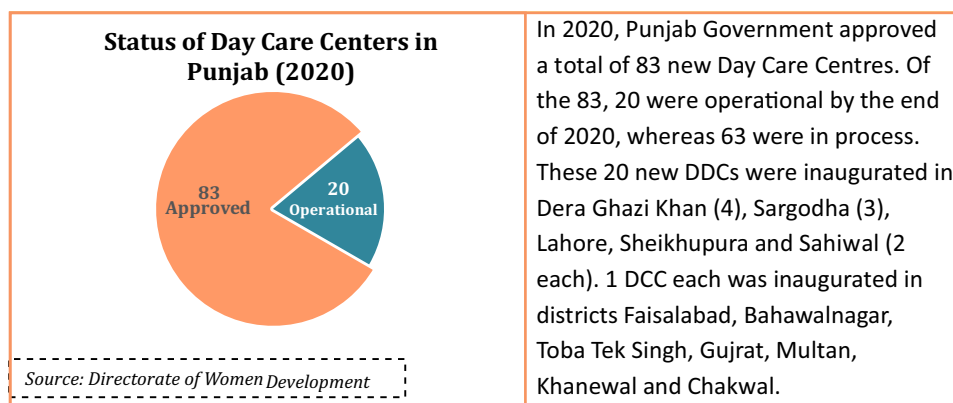 Status of Day Care Centers in
Punjab (2020)
83
Approved
20
Operational
Source: Directorate of Women Development
In 2020, Punjab Government approved
a total of 83 new Day Care Centres. Of
the 83, 20 were operational by the end
of 2020, whereas 63 were in process.
These 20 new DDCs were inaugurated in
Dera Ghazi Khan (4), Sargodha (3),
Lahore, Sheikhupura and Sahiwal (2
each). 1 DCC each was inaugurated in
districts Faisalabad, Bahawalnagar,
Toba Tek Singh, Gujrat, Multan,
Khanewal and Chakwal.